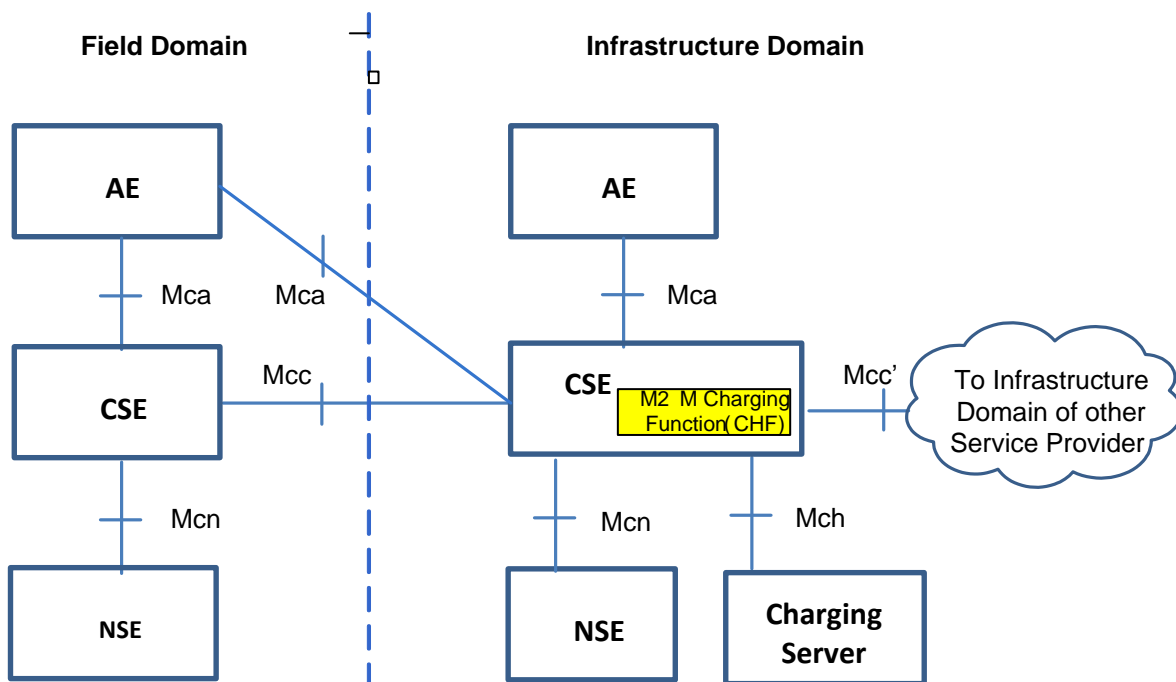 Field Domain
Infrastructure Domain
AE
AE
Mca
Mca
Mca
CSE
Mcc
CSE
M2 M Charging
Function( CHF)
Mcc’
To Infrastructure
Domain of other
Service Provider
Mcn
Mcn
Mch
NSE
NSE
Charging
Server